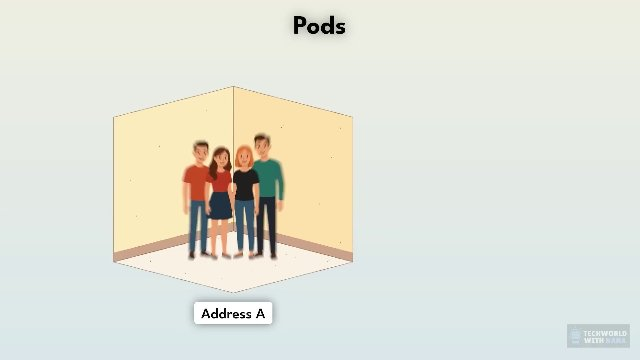 Pods
Address A
TECHWORLD
WITH NANA